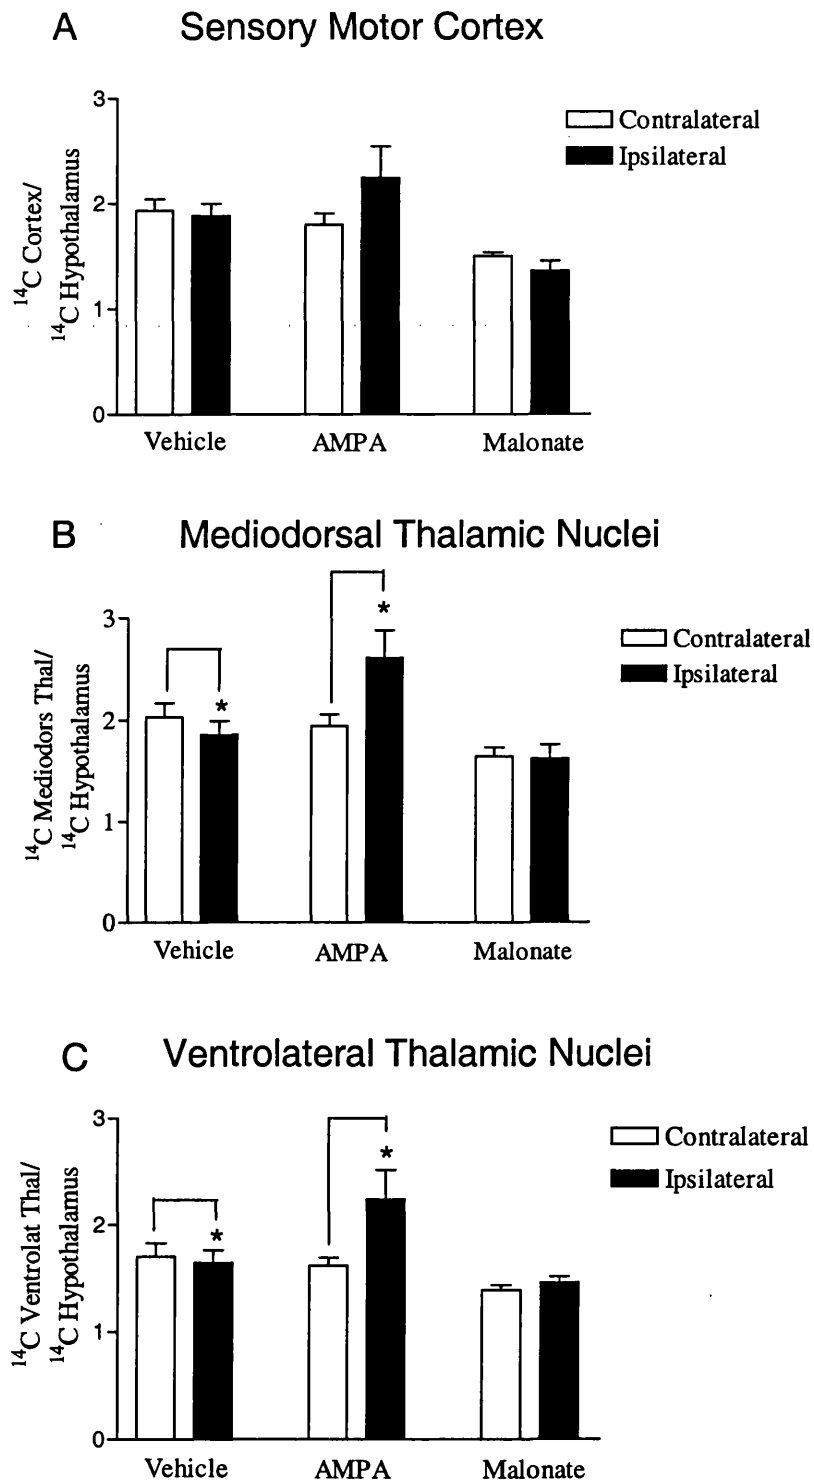 A Sensory Motor Cortex
3
2
1
0
¹⁴C Cortex/
¹⁴C Hypothalamus
Contralateral
Ipsilateral
Vehicle AMPA Malonate
B Mediodorsal Thalamic Nuclei
3
2
1
0
¹⁴C Mediodors Thal/
¹⁴C Hypothalamus
* *
Contralateral
Ipsilateral
Vehicle AMPA Malonate
C Ventrolateral Thalamic Nuclei
3
2
1
0
¹⁴C Ventrolat Thal/
¹⁴C Hypothalamus
* *
Contralateral
Ipsilateral
Vehicle AMPA Malonate